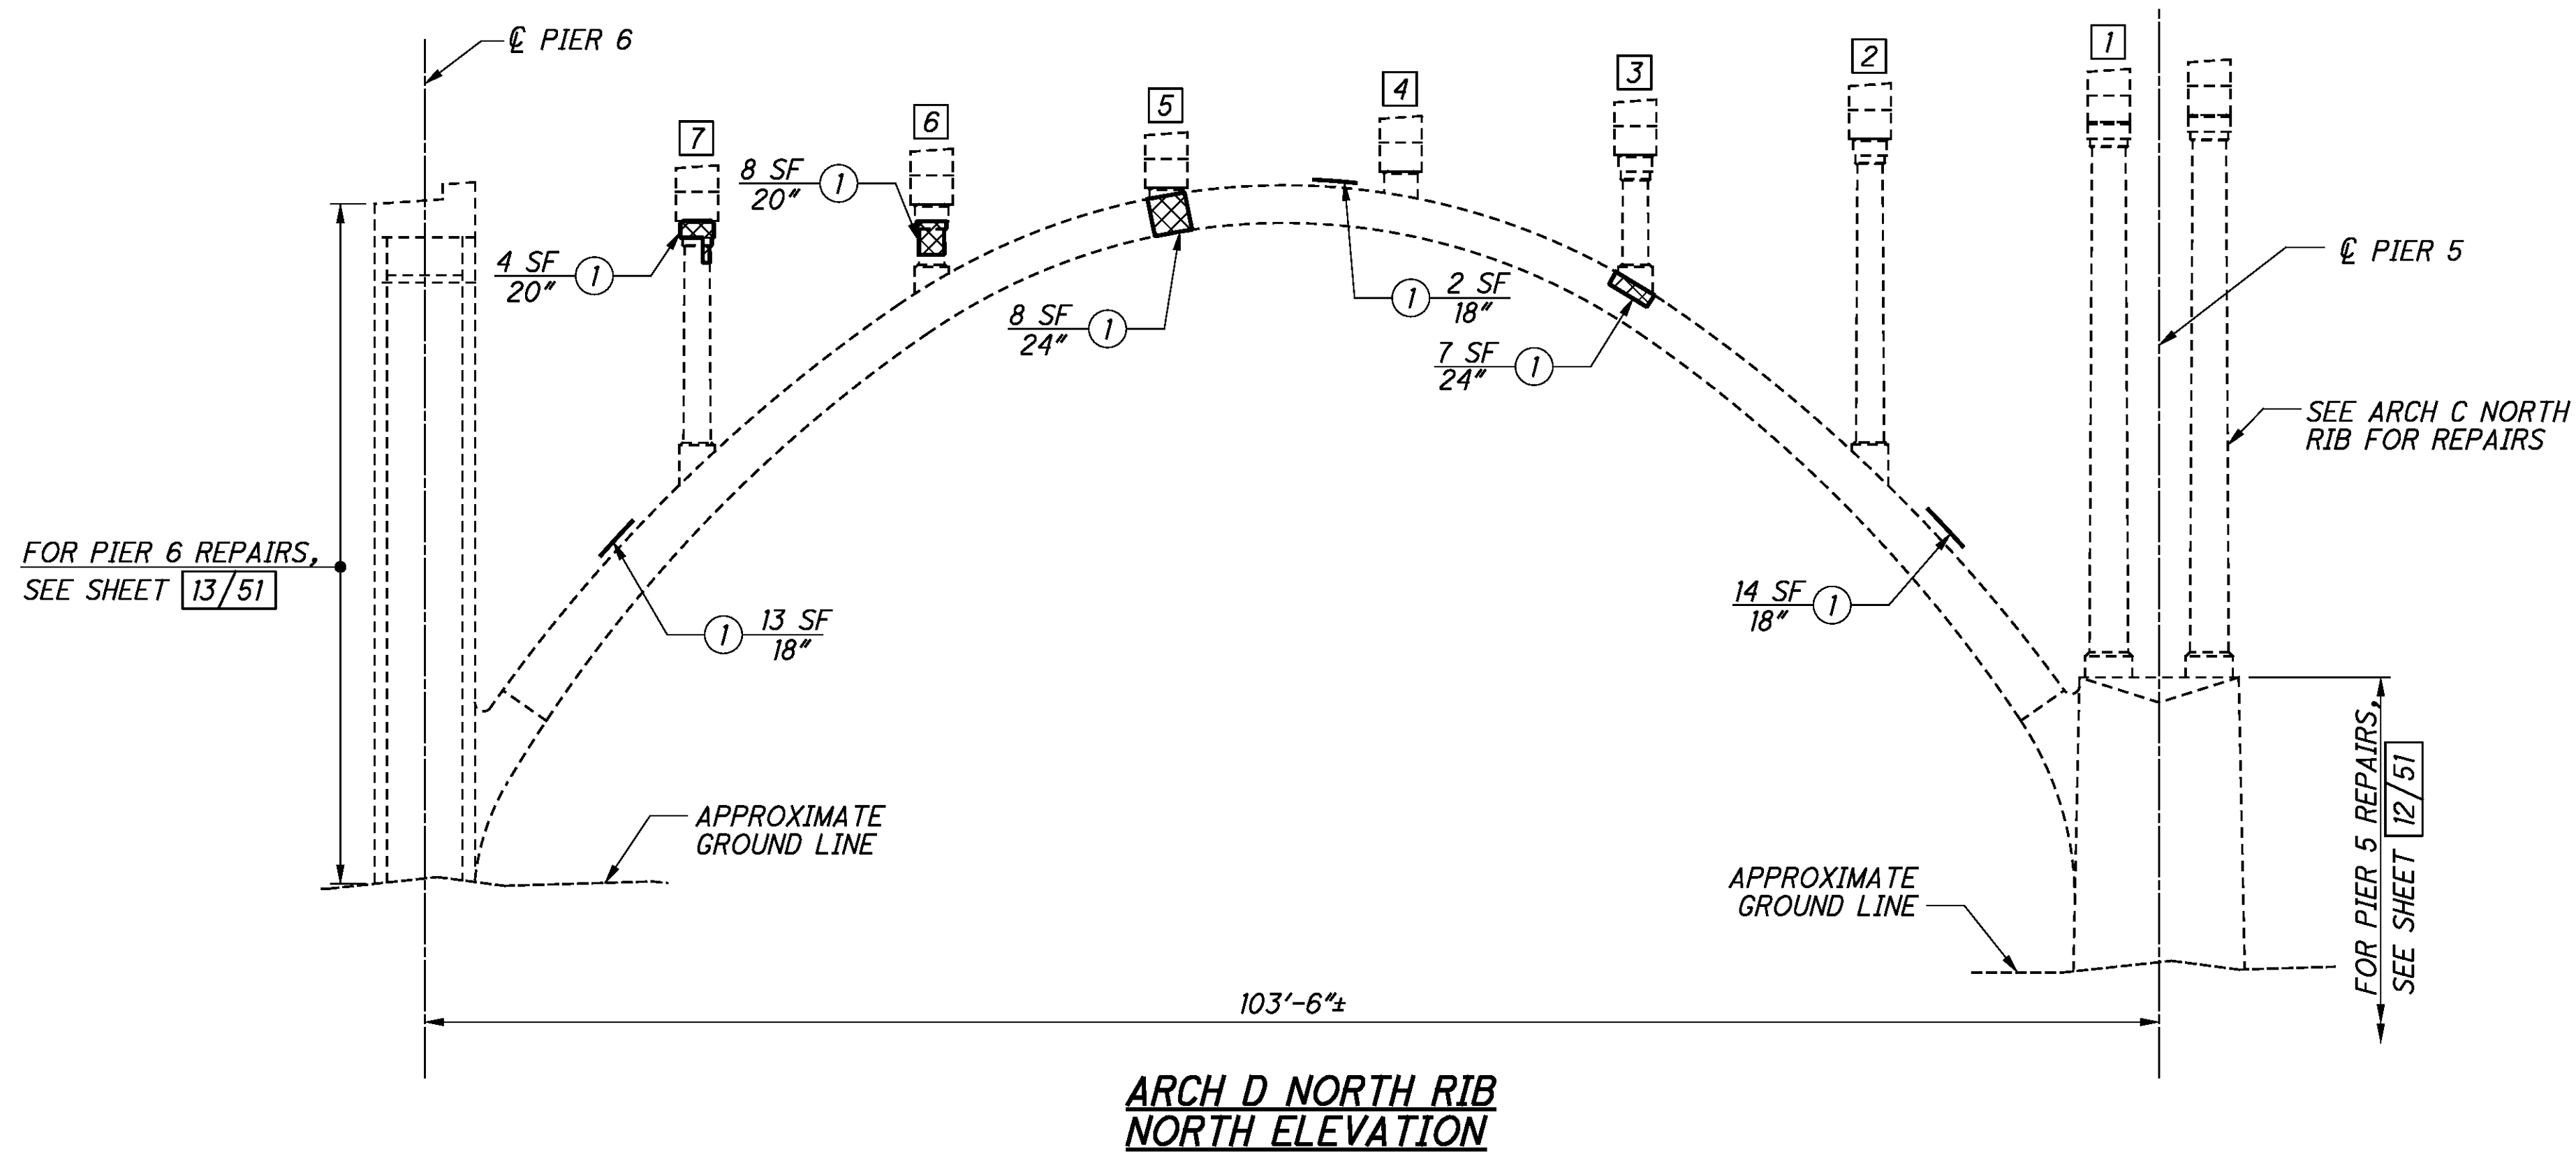 ℄ PIER 6
1
2
3
4
5
6
7
8 SF
20"
1
4 SF
20"
1
8 SF
24"
1
1
2 SF
18"
7 SF
24"
1
℄ PIER 5
SEE ARCH C NORTH
RIB FOR REPAIRS
FOR PIER 6 REPAIRS,
SEE SHEET 13/51
1
13 SF
18"
14 SF
18"
1
APPROXIMATE
GROUND LINE
APPROXIMATE
GROUND LINE
FOR PIER 5 REPAIRS,
SEE SHEET 12/51
103'-6"±
ARCH D NORTH RIB
NORTH ELEVATION